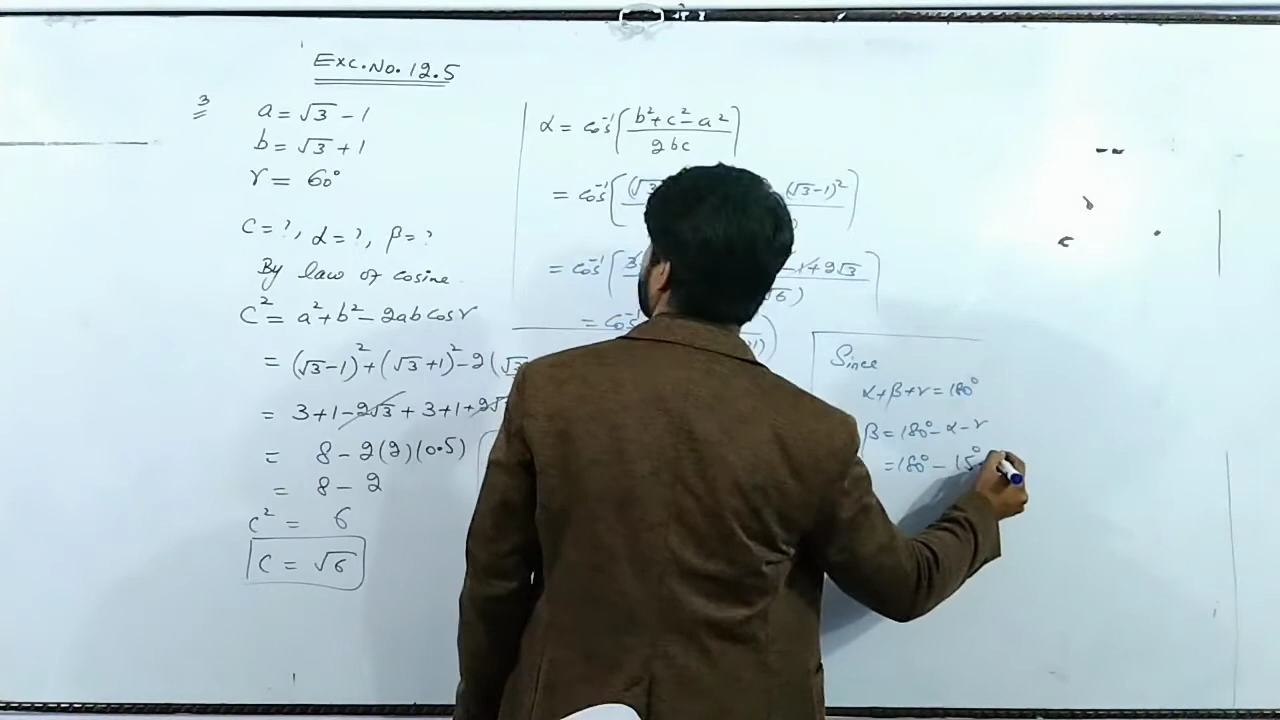 Exc.No.12.5
3
a = √3 - 1
b = √3 + 1
r = 60°
c = ?, α = ?, β = ?
By law of cosine
c² = a² + b² - 2ab cos r
= (√3-1)² + (√3+1)² - 2(√3
= 3+1-2√3 + 3+1+2√
= 8 - 2(2)(0.5)
= 8 - 2
c² = 6
c = √6
α = cos⁻¹(b²+c²-a²/2bc)
= cos⁻¹((√3 (√3-1)²
= cos⁻¹(3 -1+2√3
√6)
= cos⁻¹
Since
α+β+r = 180°
β = 180° - α - r
= 180° - 15°